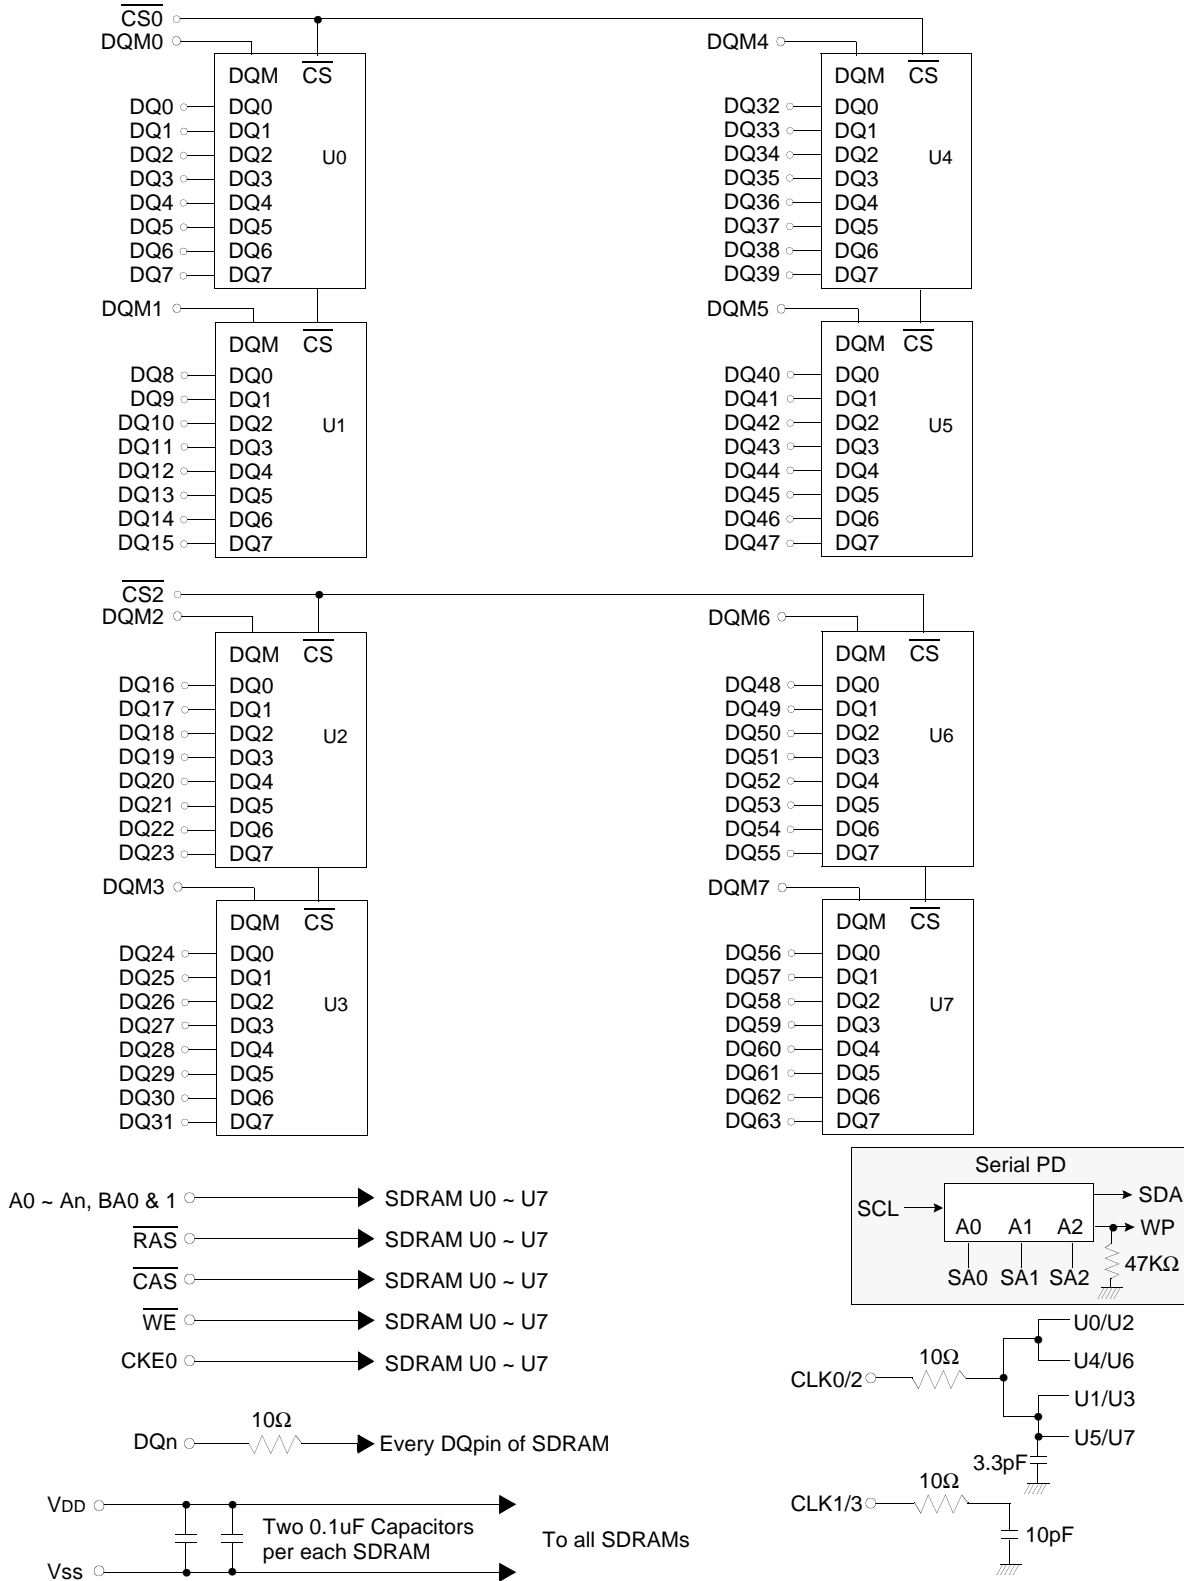 CS0
DQM0
DQM4
DQM CS
DQM CS
DQ0 DQ0
DQ1 DQ1
DQ2 DQ2
DQ3 DQ3
DQ4 DQ4
DQ5 DQ5
DQ6 DQ6
DQ7 DQ7
U0
DQ32 DQ0
DQ33 DQ1
DQ34 DQ2
DQ35 DQ3
DQ36 DQ4
DQ37 DQ5
DQ38 DQ6
DQ39 DQ7
U4
DQM1
DQM5
DQM CS
DQM CS
DQ8 DQ0
DQ9 DQ1
DQ10 DQ2
DQ11 DQ3
DQ12 DQ4
DQ13 DQ5
DQ14 DQ6
DQ15 DQ7
U1
DQ40 DQ0
DQ41 DQ1
DQ42 DQ2
DQ43 DQ3
DQ44 DQ4
DQ45 DQ5
DQ46 DQ6
DQ47 DQ7
U5
CS2
DQM2
DQM6
DQM CS
DQM CS
DQ16 DQ0
DQ17 DQ1
DQ18 DQ2
DQ19 DQ3
DQ20 DQ4
DQ21 DQ5
DQ22 DQ6
DQ23 DQ7
U2
DQ48 DQ0
DQ49 DQ1
DQ50 DQ2
DQ51 DQ3
DQ52 DQ4
DQ53 DQ5
DQ54 DQ6
DQ55 DQ7
U6
DQM3
DQM7
DQM CS
DQM CS
DQ24 DQ0
DQ25 DQ1
DQ26 DQ2
DQ27 DQ3
DQ28 DQ4
DQ29 DQ5
DQ30 DQ6
DQ31 DQ7
U3
DQ56 DQ0
DQ57 DQ1
DQ58 DQ2
DQ59 DQ3
DQ60 DQ4
DQ61 DQ5
DQ62 DQ6
DQ63 DQ7
U7
A0 ~ An, BA0 & 1 SDRAM U0 ~ U7
RAS SDRAM U0 ~ U7
CAS SDRAM U0 ~ U7
WE SDRAM U0 ~ U7
CKE0 SDRAM U0 ~ U7
Serial PD
SCL
SDA
A0 A1 A2
WP
SA0 SA1 SA2
47KΩ
10Ω
DQn Every DQpin of SDRAM
VDD
Two 0.1uF Capacitors
per each SDRAM
To all SDRAMs
Vss
U0/U2
10Ω
U4/U6
CLK0/2
U1/U3
U5/U7
3.3pF
10Ω
CLK1/3
10pF